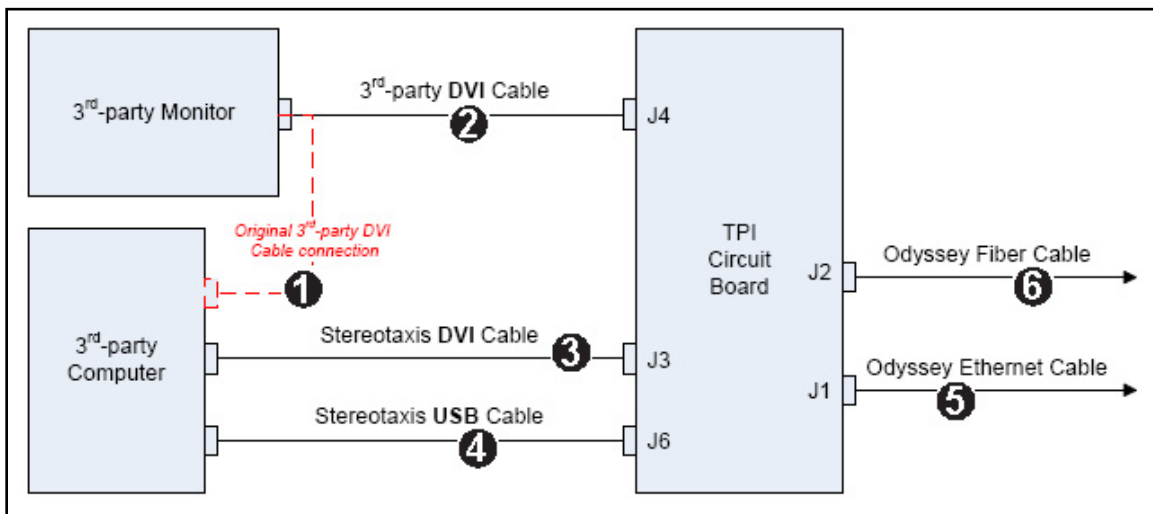 3rd-party Monitor
3rd-party DVI Cable
2
J4
Original 3rd-party DVI
Cable connection
1
3rd-party
Computer
Stereotaxis DVI Cable
3
J3
Stereotaxis USB Cable
4
J6
TPI
Circuit
Board
J2
Odyssey Fiber Cable
6
J1
Odyssey Ethernet Cable
5